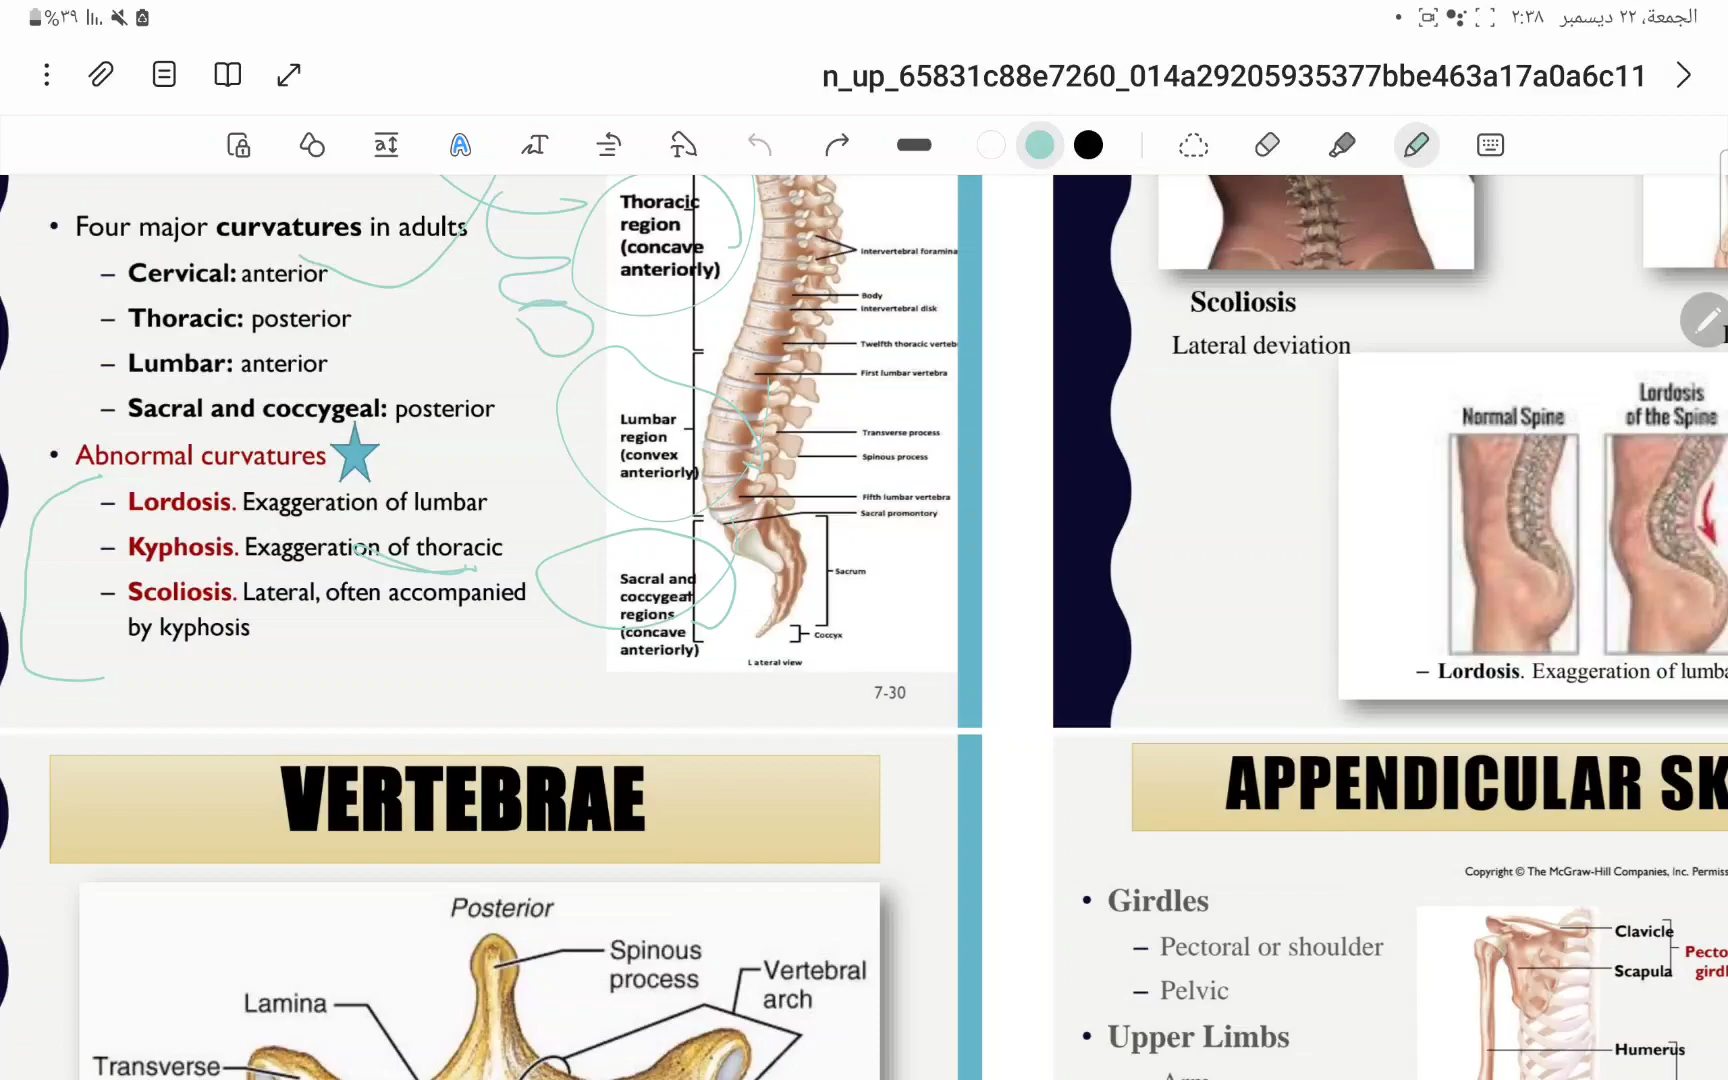 %٣٩
الجمعة، ٢٢ ديسمبر ٢:٣٨
n_up_65831c88e7260_014a29205935377bbe463a17a0a6c11
• Four major curvatures in adults
– Cervical: anterior
– Thoracic: posterior
– Lumbar: anterior
– Sacral and coccygeal: posterior
• Abnormal curvatures
– Lordosis. Exaggeration of lumbar
– Kyphosis. Exaggeration of thoracic
– Scoliosis. Lateral, often accompanied
by kyphosis
Thoracic
region
(concave
anteriorly)
Lumbar
region
(convex
anteriorly)
Sacral and
coccygeal
regions
(concave
anteriorly)
Intervertebral foramina
Body
Intervertebral disk
Twelfth thoracic verteb
First lumbar vertebra
Transverse process
Spinous process
Fifth lumbar vertebra
Sacral promontory
Sacrum
Coccyx
Lateral view
7-30
Scoliosis
Lateral deviation
Normal Spine
Lordosis
of the Spine
– Lordosis. Exaggeration of lumba
VERTEBRAE
Posterior
Spinous
process
Vertebral
arch
Lamina
Transverse
APPENDICULAR SK
Copyright © The McGraw-Hill Companies, Inc. Permiss
• Girdles
– Pectoral or shoulder
– Pelvic
• Upper Limbs
Clavicle
Scapula
Pecto
girdl
Humerus